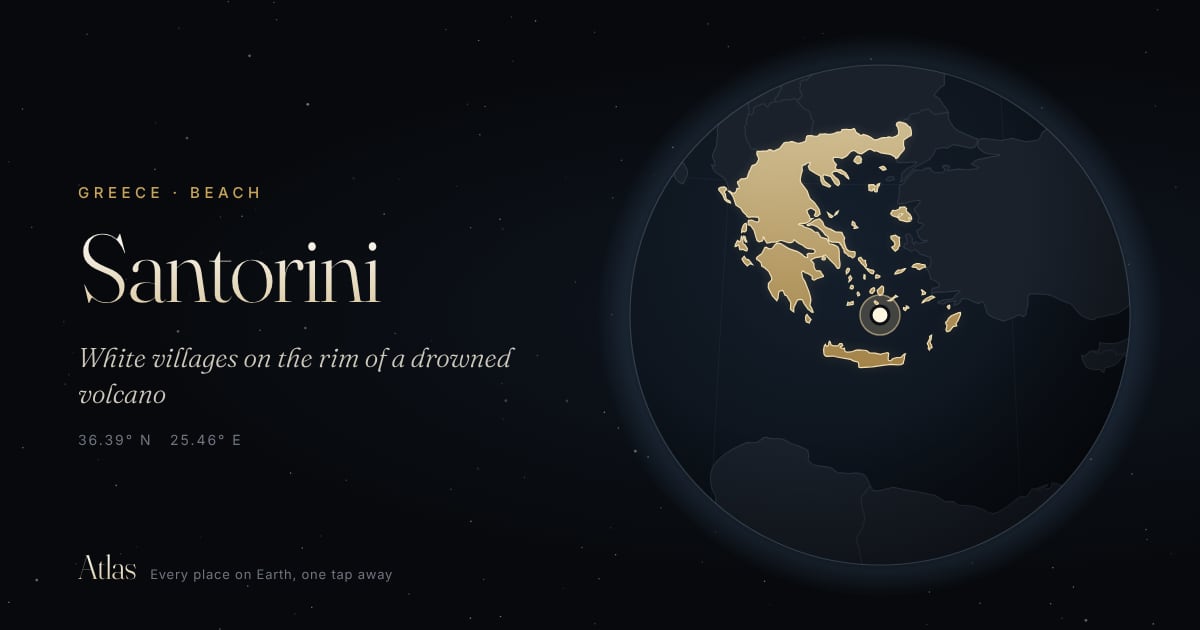 GREECE · BEACH
Santorini
White villages on the rim of a drowned
volcano
36.39° N 25.46° E
Atlas Every place on Earth, one tap away